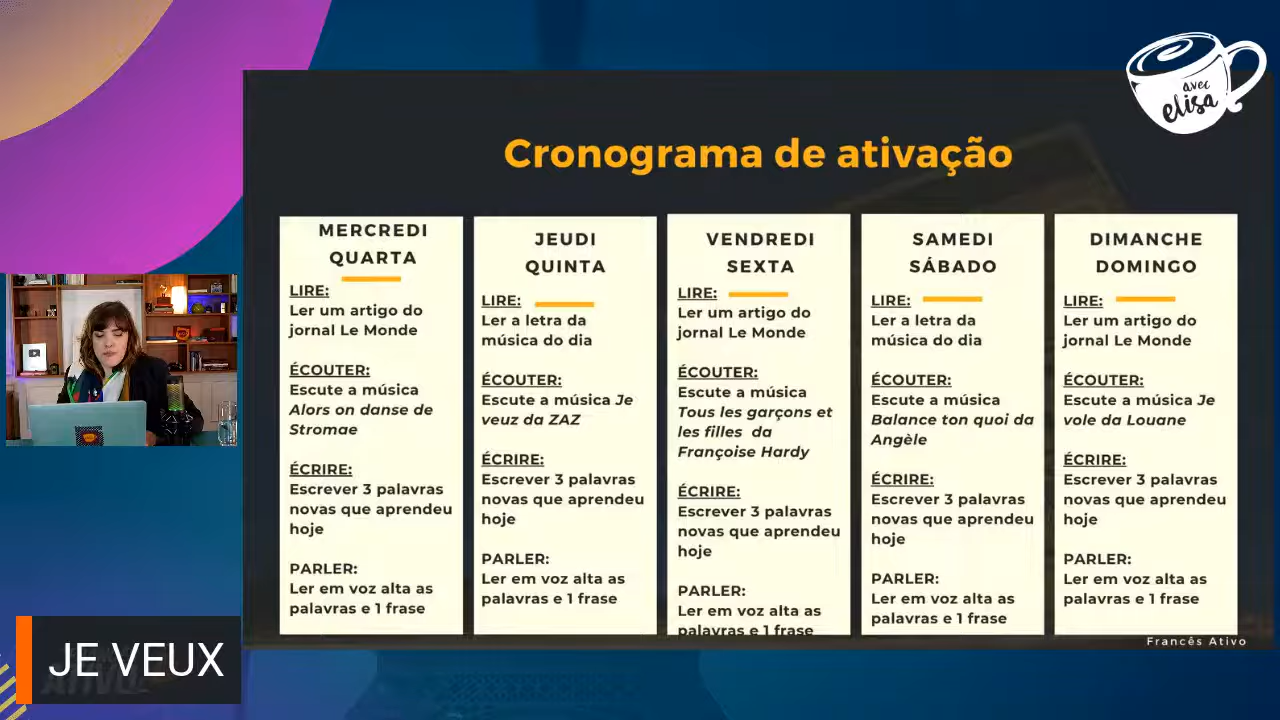 avec
elisa
Cronograma de ativação
MERCREDI
QUARTA
LIRE:
Ler um artigo do
jornal Le Monde
ÉCOUTER:
Escute a música
Alors on danse de
Stromae
ÉCRIRE:
Escrever 3 palavras
novas que aprendeu
hoje
PARLER:
Ler em voz alta as
palavras e 1 frase
JEUDI
QUINTA
LIRE:
Ler a letra da
música do dia
ÉCOUTER:
Escute a música Je
veuz da ZAZ
ÉCRIRE:
Escrever 3 palavras
novas que aprendeu
hoje
PARLER:
Ler em voz alta as
palavras e 1 frase
VENDREDI
SEXTA
LIRE:
Ler um artigo do
jornal Le Monde
ÉCOUTER:
Escute a música
Tous les garçons et
les filles da
Françoise Hardy
ÉCRIRE:
Escrever 3 palavras
novas que aprendeu
hoje
PARLER:
Ler em voz alta as
palavras e 1 frase
SAMEDI
SÁBADO
LIRE:
Ler a letra da
música do dia
ÉCOUTER:
Escute a música
Balance ton quoi da
Angèle
ÉCRIRE:
Escrever 3 palavras
novas que aprendeu
hoje
PARLER:
Ler em voz alta as
palavras e 1 frase
DIMANCHE
DOMINGO
LIRE:
Ler um artigo do
jornal Le Monde
ÉCOUTER:
Escute a música Je
vole da Louane
ÉCRIRE:
Escrever 3 palavras
novas que aprendeu
hoje
PARLER:
Ler em voz alta as
palavras e 1 frase
Francês Ativo
JE VEUX